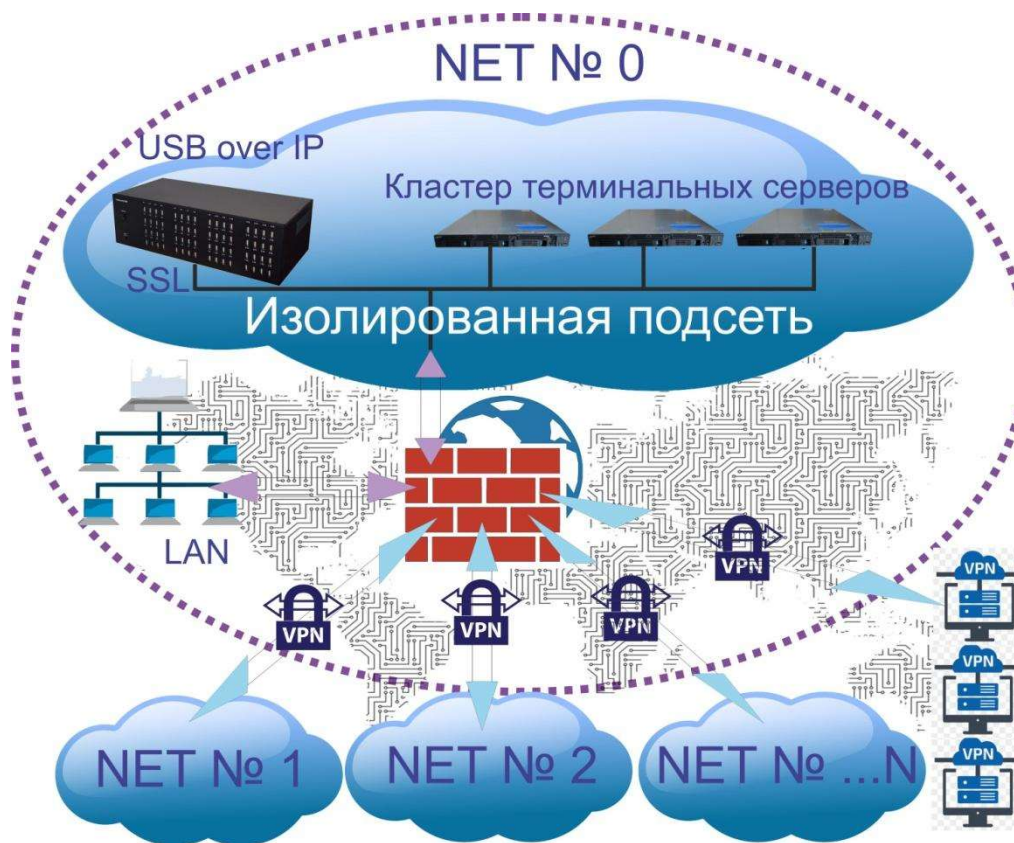 NET № 0
USB over IP
Кластер терминальных серверов
SSL
Изолированная подсеть
LAN
VPN
VPN
VPN
VPN
VPN
VPN
VPN
NET № 1
NET № 2
NET № ...N